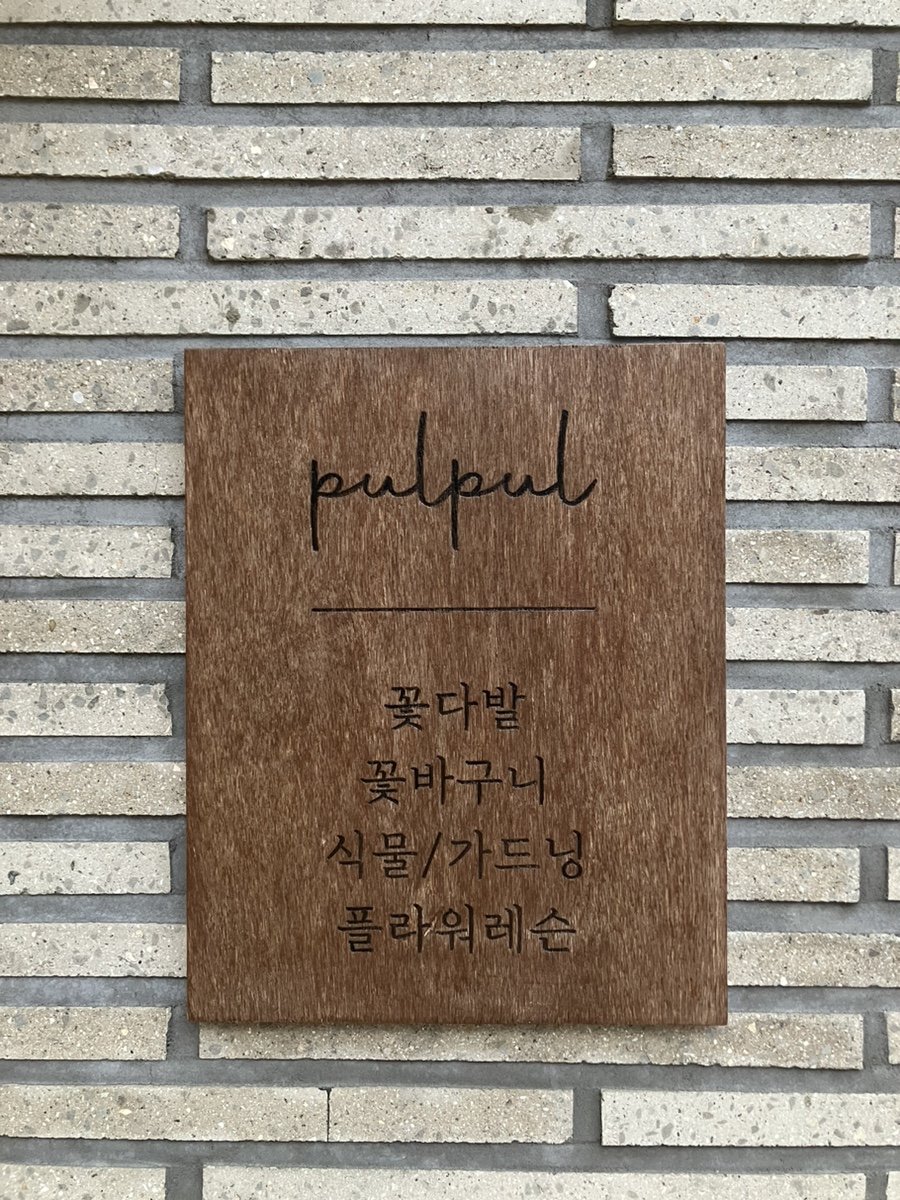 pulpul
꽃다발
꽃바구니
식물/가드닝
플라워레슨